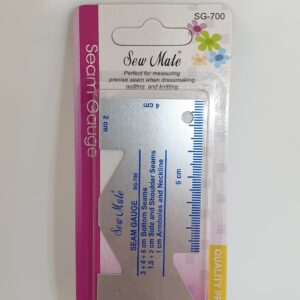 SG-700
Sew Mate®
Perfect for measuring
precise seam when dressmaking,
quilting and knitting.
Seam Gauge
2 cm
4 cm
6 cm
Sew Mate
SG-700
SEAM GAUGE
3 + 4 + 6 cm Bottom Seams
1.5 + 2 cm Side and Shoulder Seams
1 cm Armholes and Neckline
QUALITY